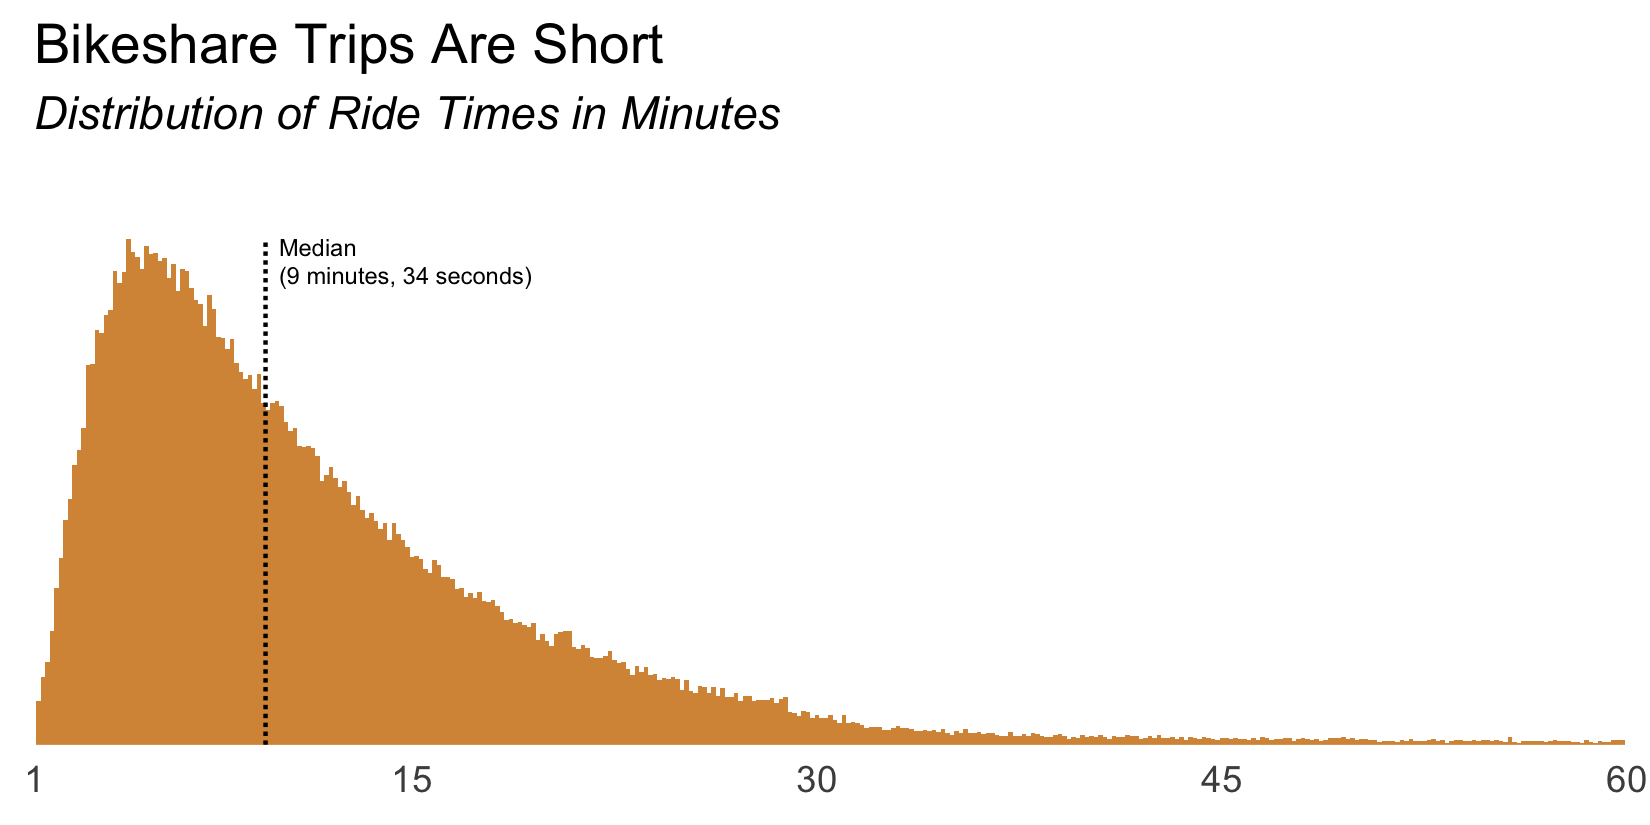 Bikeshare Trips Are Short
Distribution of Ride Times in Minutes
Median
(9 minutes, 34 seconds)
1 15 30 45 60